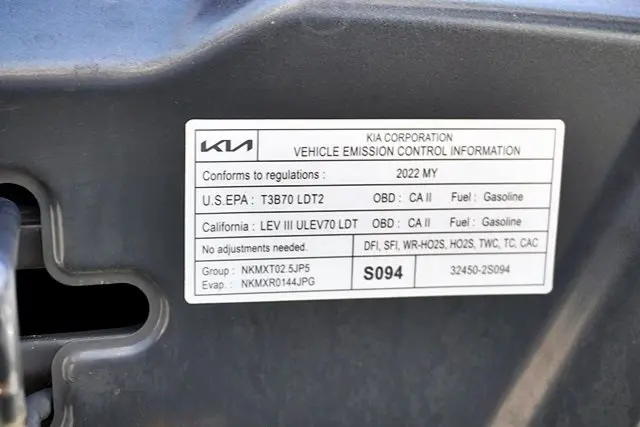 KIA
KIA CORPORATION
VEHICLE EMISSION CONTROL INFORMATION
Conforms to regulations : 2022 MY
U.S.EPA : T3B70 LDT2 OBD : CA II Fuel : Gasoline
California : LEV III ULEV70 LDT OBD : CA II Fuel : Gasoline
No adjustments needed. DFI, SFI, WR-HO2S, HO2S, TWC, TC, CAC
Group : NKMXT02.5JP5
Evap. : NKMXR0144JPG
S094
32450-2S094